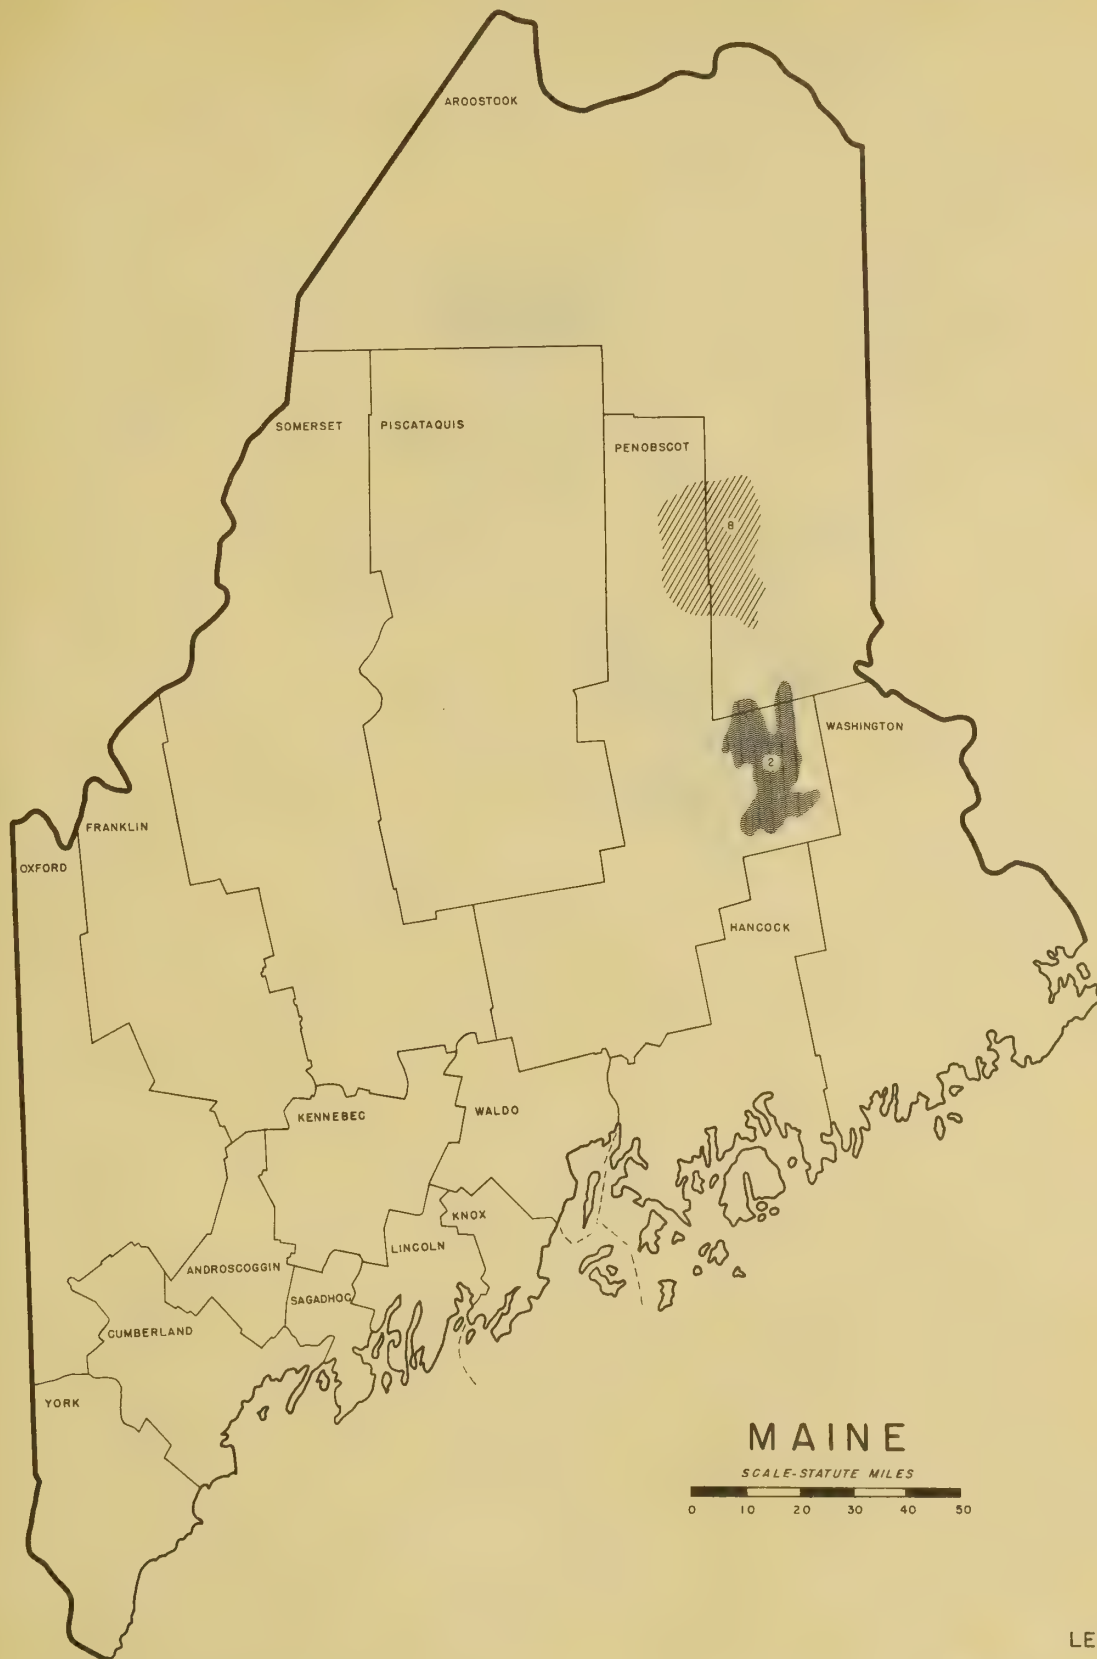 AROOSTOOK
SOMERSET
PISCATAQUIS
PENOBSCOT
8
WASHINGTON
2
FRANKLIN
OXFORD
HANCOCK
KENNEBEC
WALDO
KNOX
LINCOLN
ANDROSCOGGIN
SAGADHOC
CUMBERLAND
YORK
MAINE
SCALE-STATUTE MILES
0 10 20 30 40 50
LE